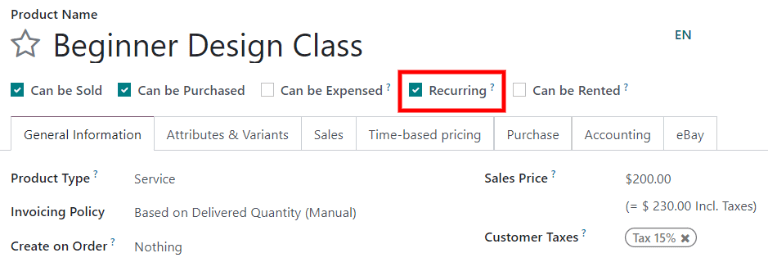 Product Name
Beginner Design Class
EN
Can be Sold Can be Purchased Can be Expensed ? Recurring ? Can be Rented ?
General Information Attributes & Variants Sales Time-based pricing Purchase Accounting eBay
Product Type ? Service Sales Price ? $200.00
(= $ 230.00 Incl. Taxes)
Invoicing Policy Based on Delivered Quantity (Manual)
Customer Taxes ? Tax 15% ×
Create on Order ? Nothing